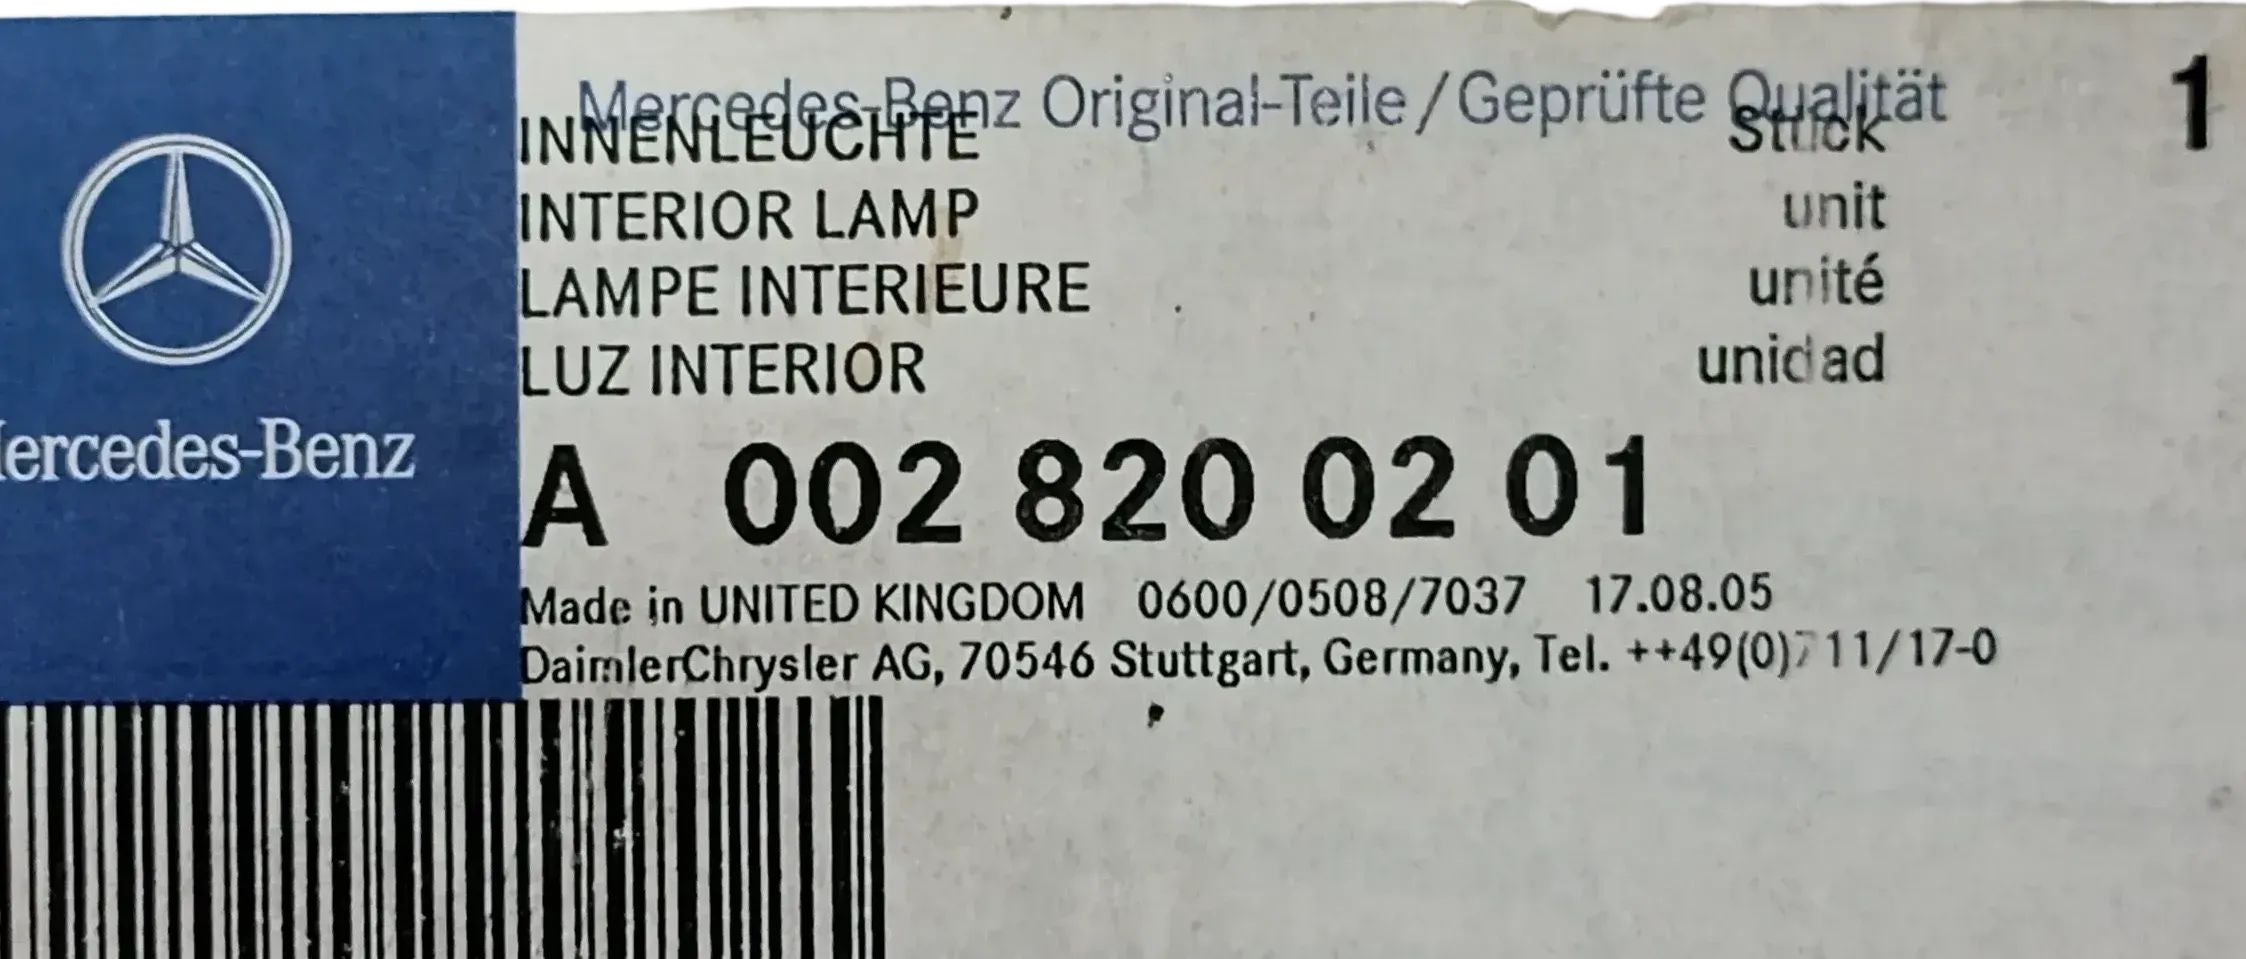 Mercedes-Benz Original-Teile/Geprüfte Qualität
INNENLEUCHTE Stück 1
INTERIOR LAMP unit
LAMPE INTERIEURE unité
LUZ INTERIOR unidad
Mercedes-Benz
A 002 820 02 01
Made in UNITED KINGDOM 0600/0508/7037 17.08.05
DaimlerChrysler AG, 70546 Stuttgart, Germany, Tel. ++49(0)711/17-0